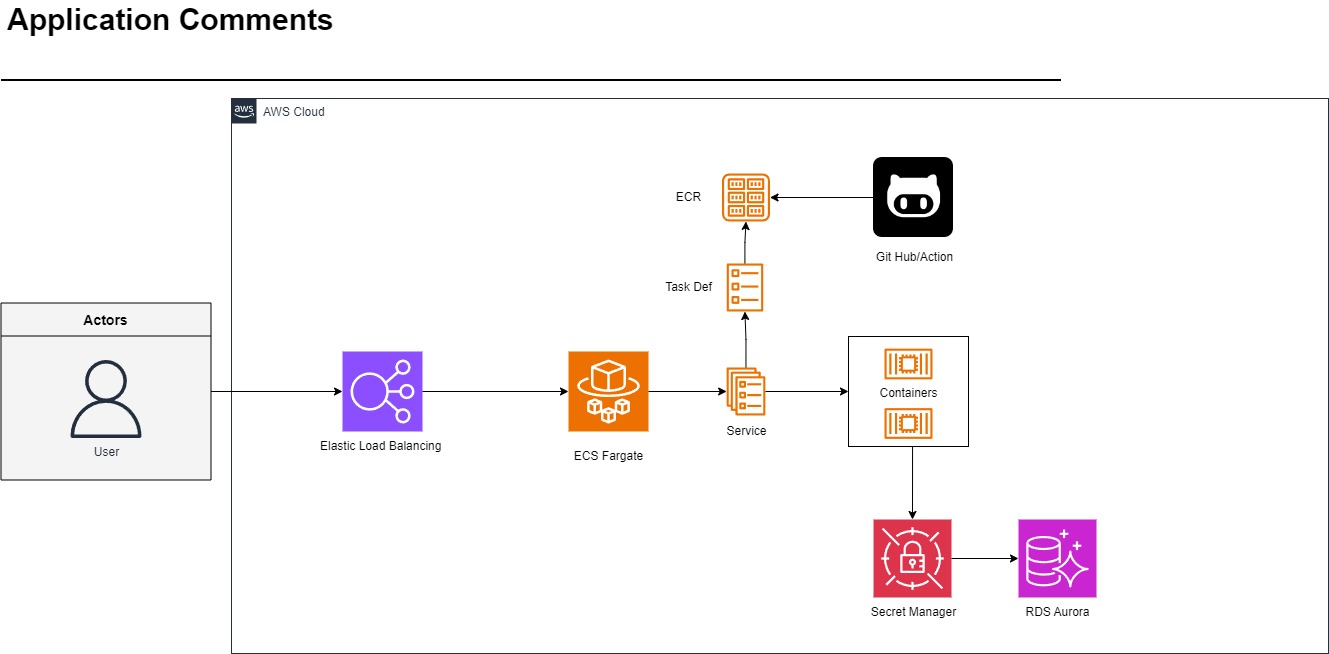 Application Comments
aws
AWS Cloud
ECR
Git Hub/Action
Task Def
Actors
User
Elastic Load Balancing
ECS Fargate
Service
Containers
Secret Manager
RDS Aurora